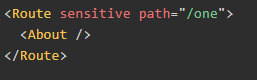 <Route sensitive path="/one">
  <About />
</Route>